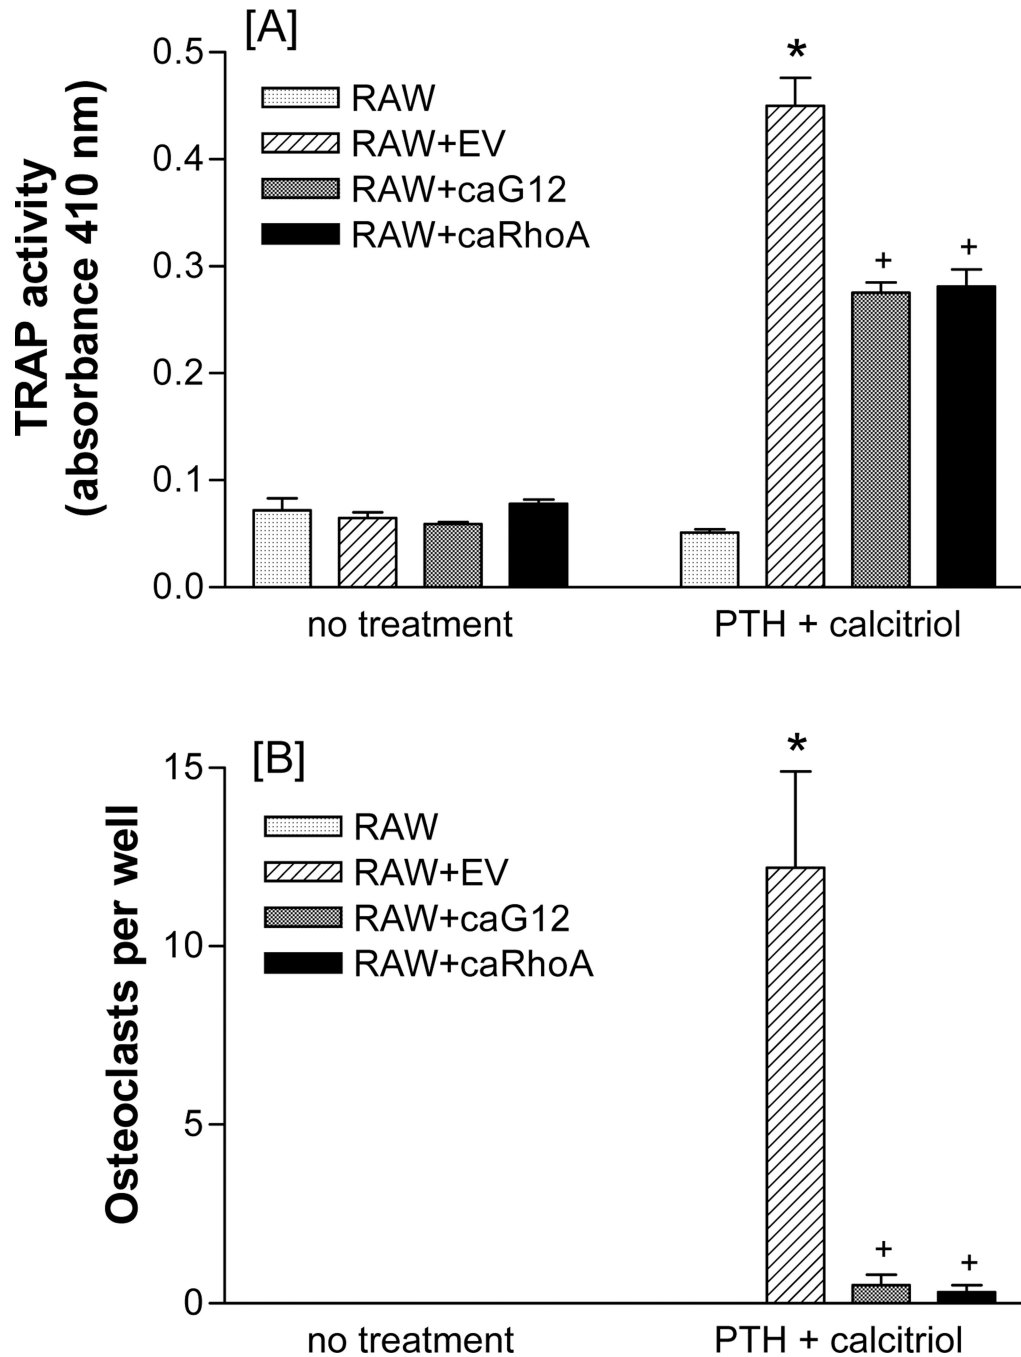 [A]
TRAP activity
(absorbance 410 nm)
0.5
0.4
0.3
0.2
0.1
0.0
RAW
RAW+EV
RAW+caG12
RAW+caRhoA
*
+
+
no treatment
PTH + calcitriol
[B]
Osteoclasts per well
15
10
5
0
RAW
RAW+EV
RAW+caG12
RAW+caRhoA
*
+
+
no treatment
PTH + calcitriol